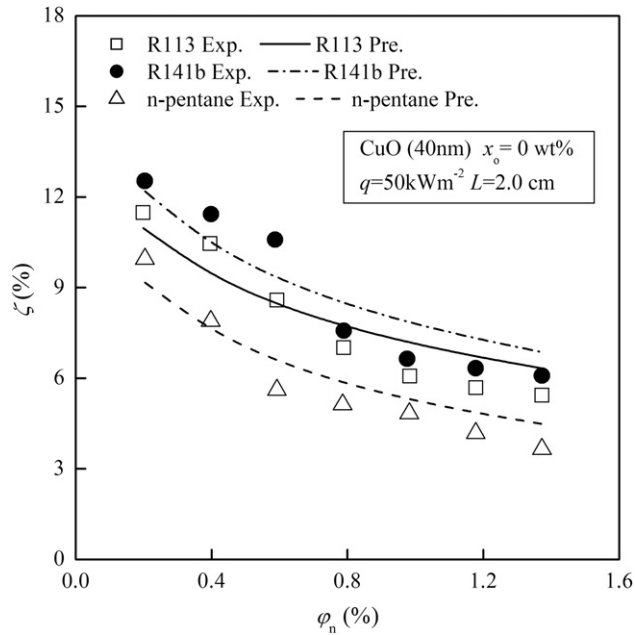 18
R113 Exp. R113 Pre.
R141b Exp. R141b Pre.
n-pentane Exp. n-pentane Pre.
15
CuO (40nm) xₒ= 0 wt%
q=50kWm⁻² L=2.0 cm
12
9
ζ (%)
6
3
0
0.0 0.4 0.8 1.2 1.6
φₙ (%)